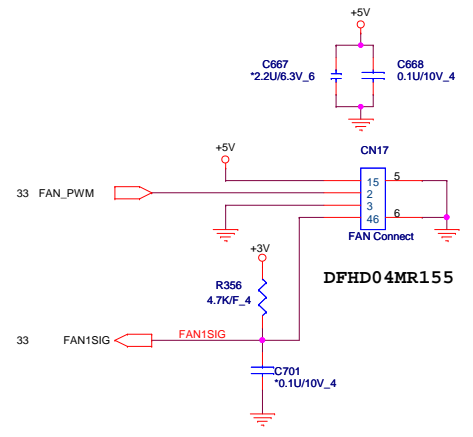 +5V
C667
*2.2U/6.3V_6
C668
0.1U/10V_4
CN17
+5V
15
5
33 FAN_PWM
2
3
46
6
FAN Connect
+3V
DFHD04MR155
R356
4.7K/F_4
33 FAN1SIG
FAN1SIG
C701
*0.1U/10V_4